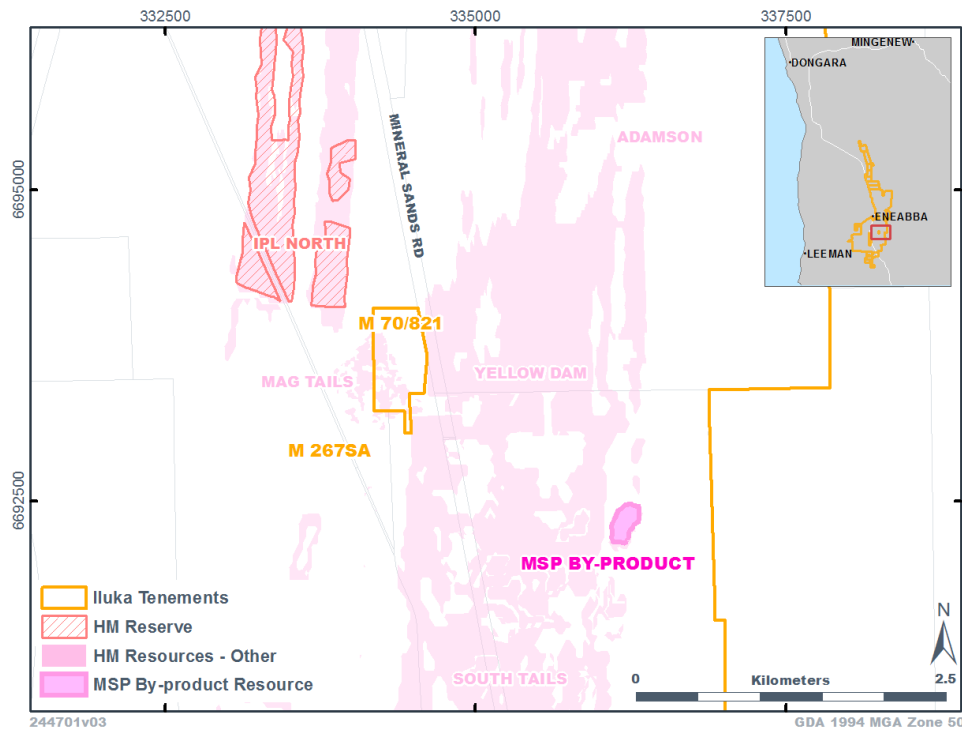 332500
335000
337500
MINGENEW
DONGARA
ENEABBA
LEEMAN
ADAMSON
MINERAL SANDS RD
6695000
IPL NORTH
M 70/821
MAG TAILS
YELLOW DAM
M 267SA
6692500
MSP BY-PRODUCT
Iluka Tenements
HM Reserve
HM Resources - Other
MSP By-product Resource
SOUTH TAILS
N
0
Kilometers
2.5
244701v03
GDA 1994 MGA Zone 50